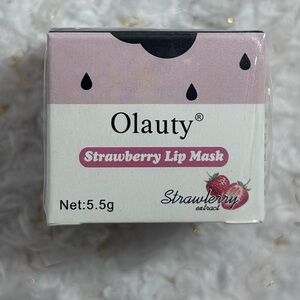 Olauty®
Strawberry Lip Mask
Net:5.5g
Strawberry
extract